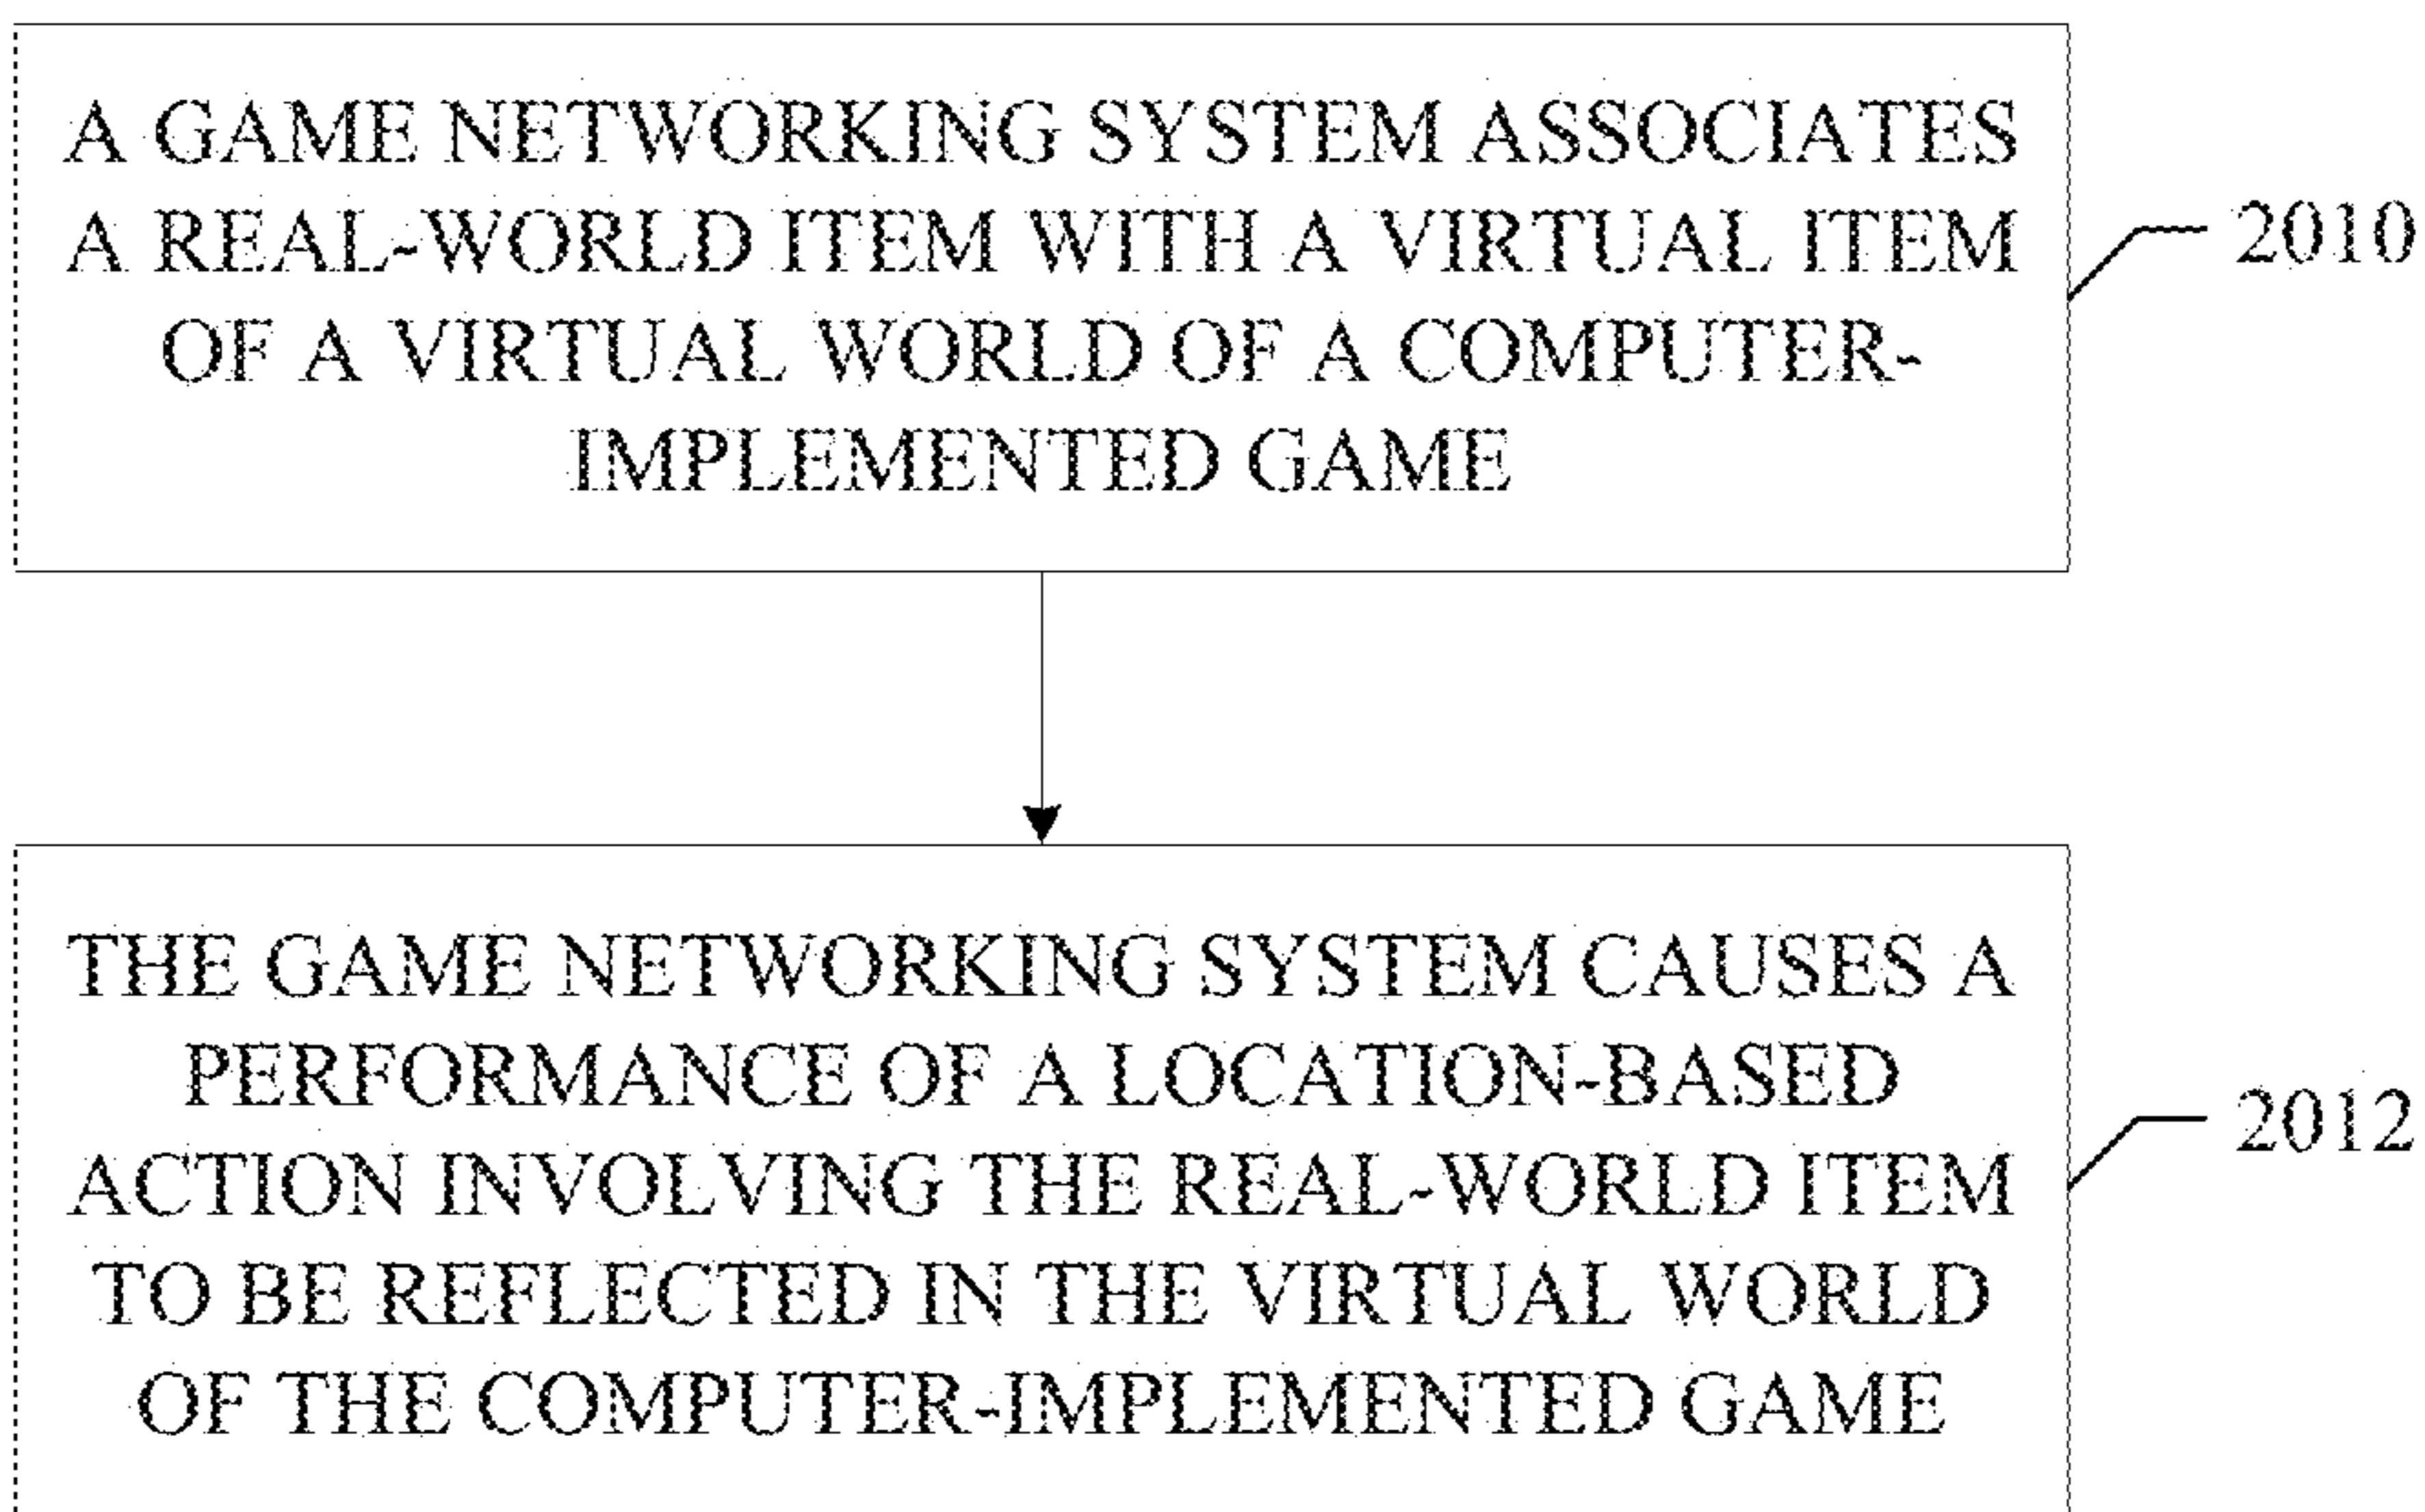 A GAME NETWORKING SYSTEM ASSOCIATES
A REAL-WORLD ITEM WITH A VIRTUAL ITEM
OF A VIRTUAL WORLD OF A COMPUTER-
IMPLEMENTED GAME
2010
THE GAME NETWORKING SYSTEM CAUSES A
PERFORMANCE OF A LOCATION-BASED
ACTION INVOLVING THE REAL-WORLD ITEM
TO BE REFLECTED IN THE VIRTUAL WORLD
OF THE COMPUTER-IMPLEMENTED GAME
2012